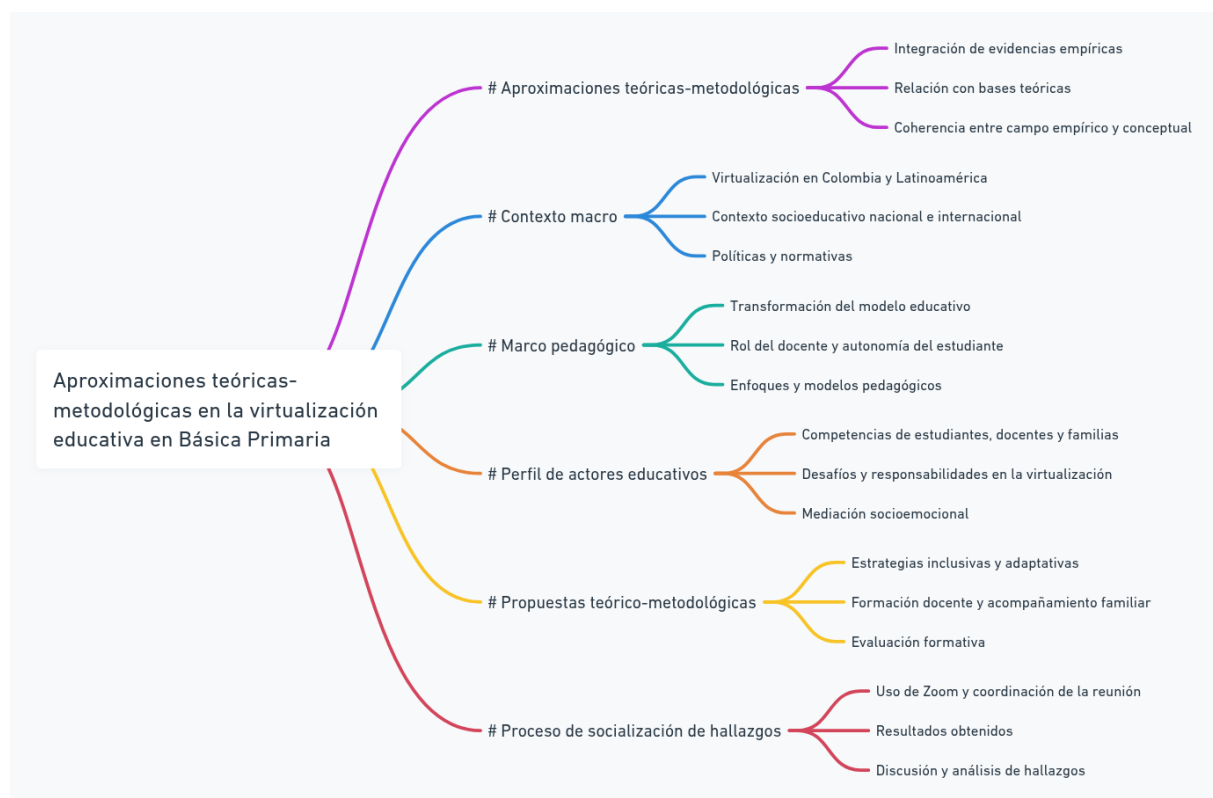 Aproximaciones teóricas-
metodológicas en la virtualización
educativa en Básica Primaria
# Aproximaciones teóricas-metodológicas
Integración de evidencias empíricas
Relación con bases teóricas
Coherencia entre campo empírico y conceptual
# Contexto macro
Virtualización en Colombia y Latinoamérica
Contexto socioeducativo nacional e internacional
Políticas y normativas
# Marco pedagógico
Transformación del modelo educativo
Rol del docente y autonomía del estudiante
Enfoques y modelos pedagógicos
# Perfil de actores educativos
Competencias de estudiantes, docentes y familias
Desafíos y responsabilidades en la virtualización
Mediación socioemocional
# Propuestas teórico-metodológicas
Estrategias inclusivas y adaptativas
Formación docente y acompañamiento familiar
Evaluación formativa
# Proceso de socialización de hallazgos
Uso de Zoom y coordinación de la reunión
Resultados obtenidos
Discusión y análisis de hallazgos